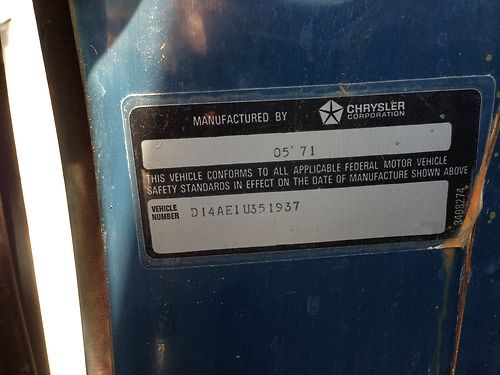 MANUFACTURED BY CHRYSLER CORPORATION
05'71
THIS VEHICLE CONFORMS TO ALL APPLICABLE FEDERAL MOTOR VEHICLE
SAFETY STANDARDS IN EFFECT ON THE DATE OF MANUFACTURE SHOWN ABOVE
VEHICLE NUMBER D14AE1U351937
3498274